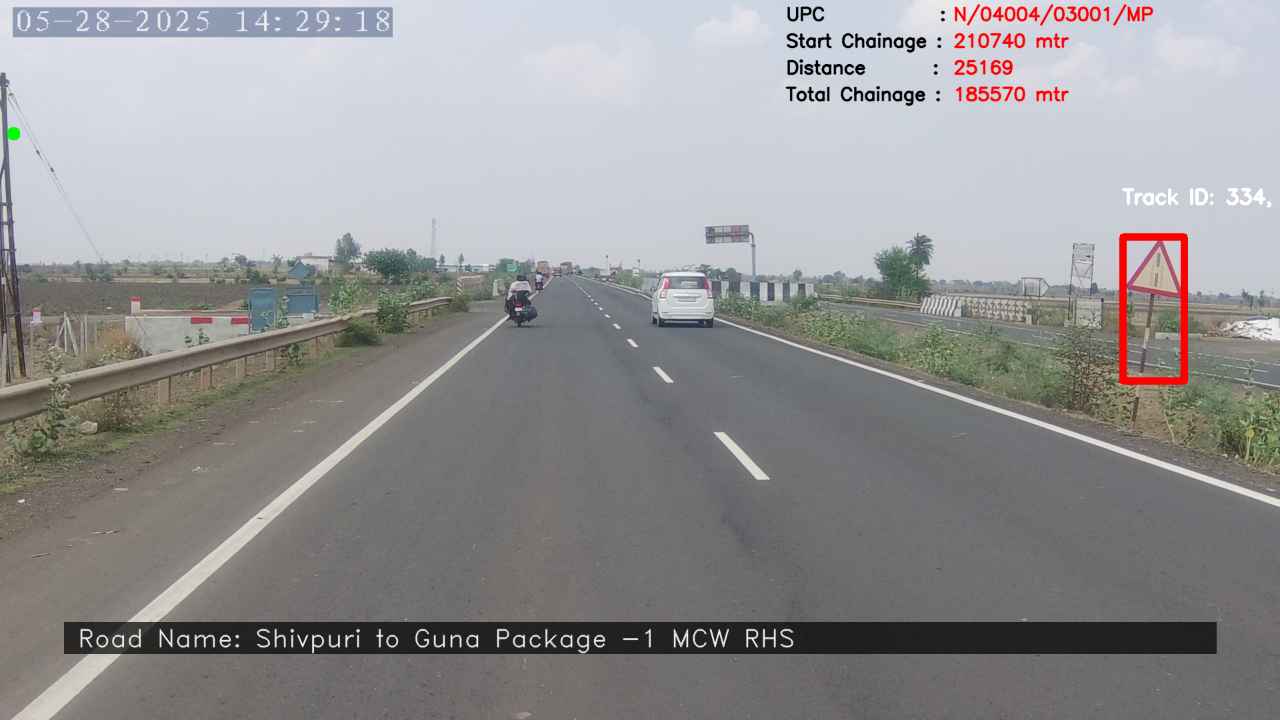 05-28-2025 14:29:18
UPC : N/04004/03001/MP
Start Chainage : 210740 mtr
Distance : 25169
Total Chainage : 185570 mtr
Track ID: 334,
Road Name: Shivpuri to Guna Package -1 MCW RHS